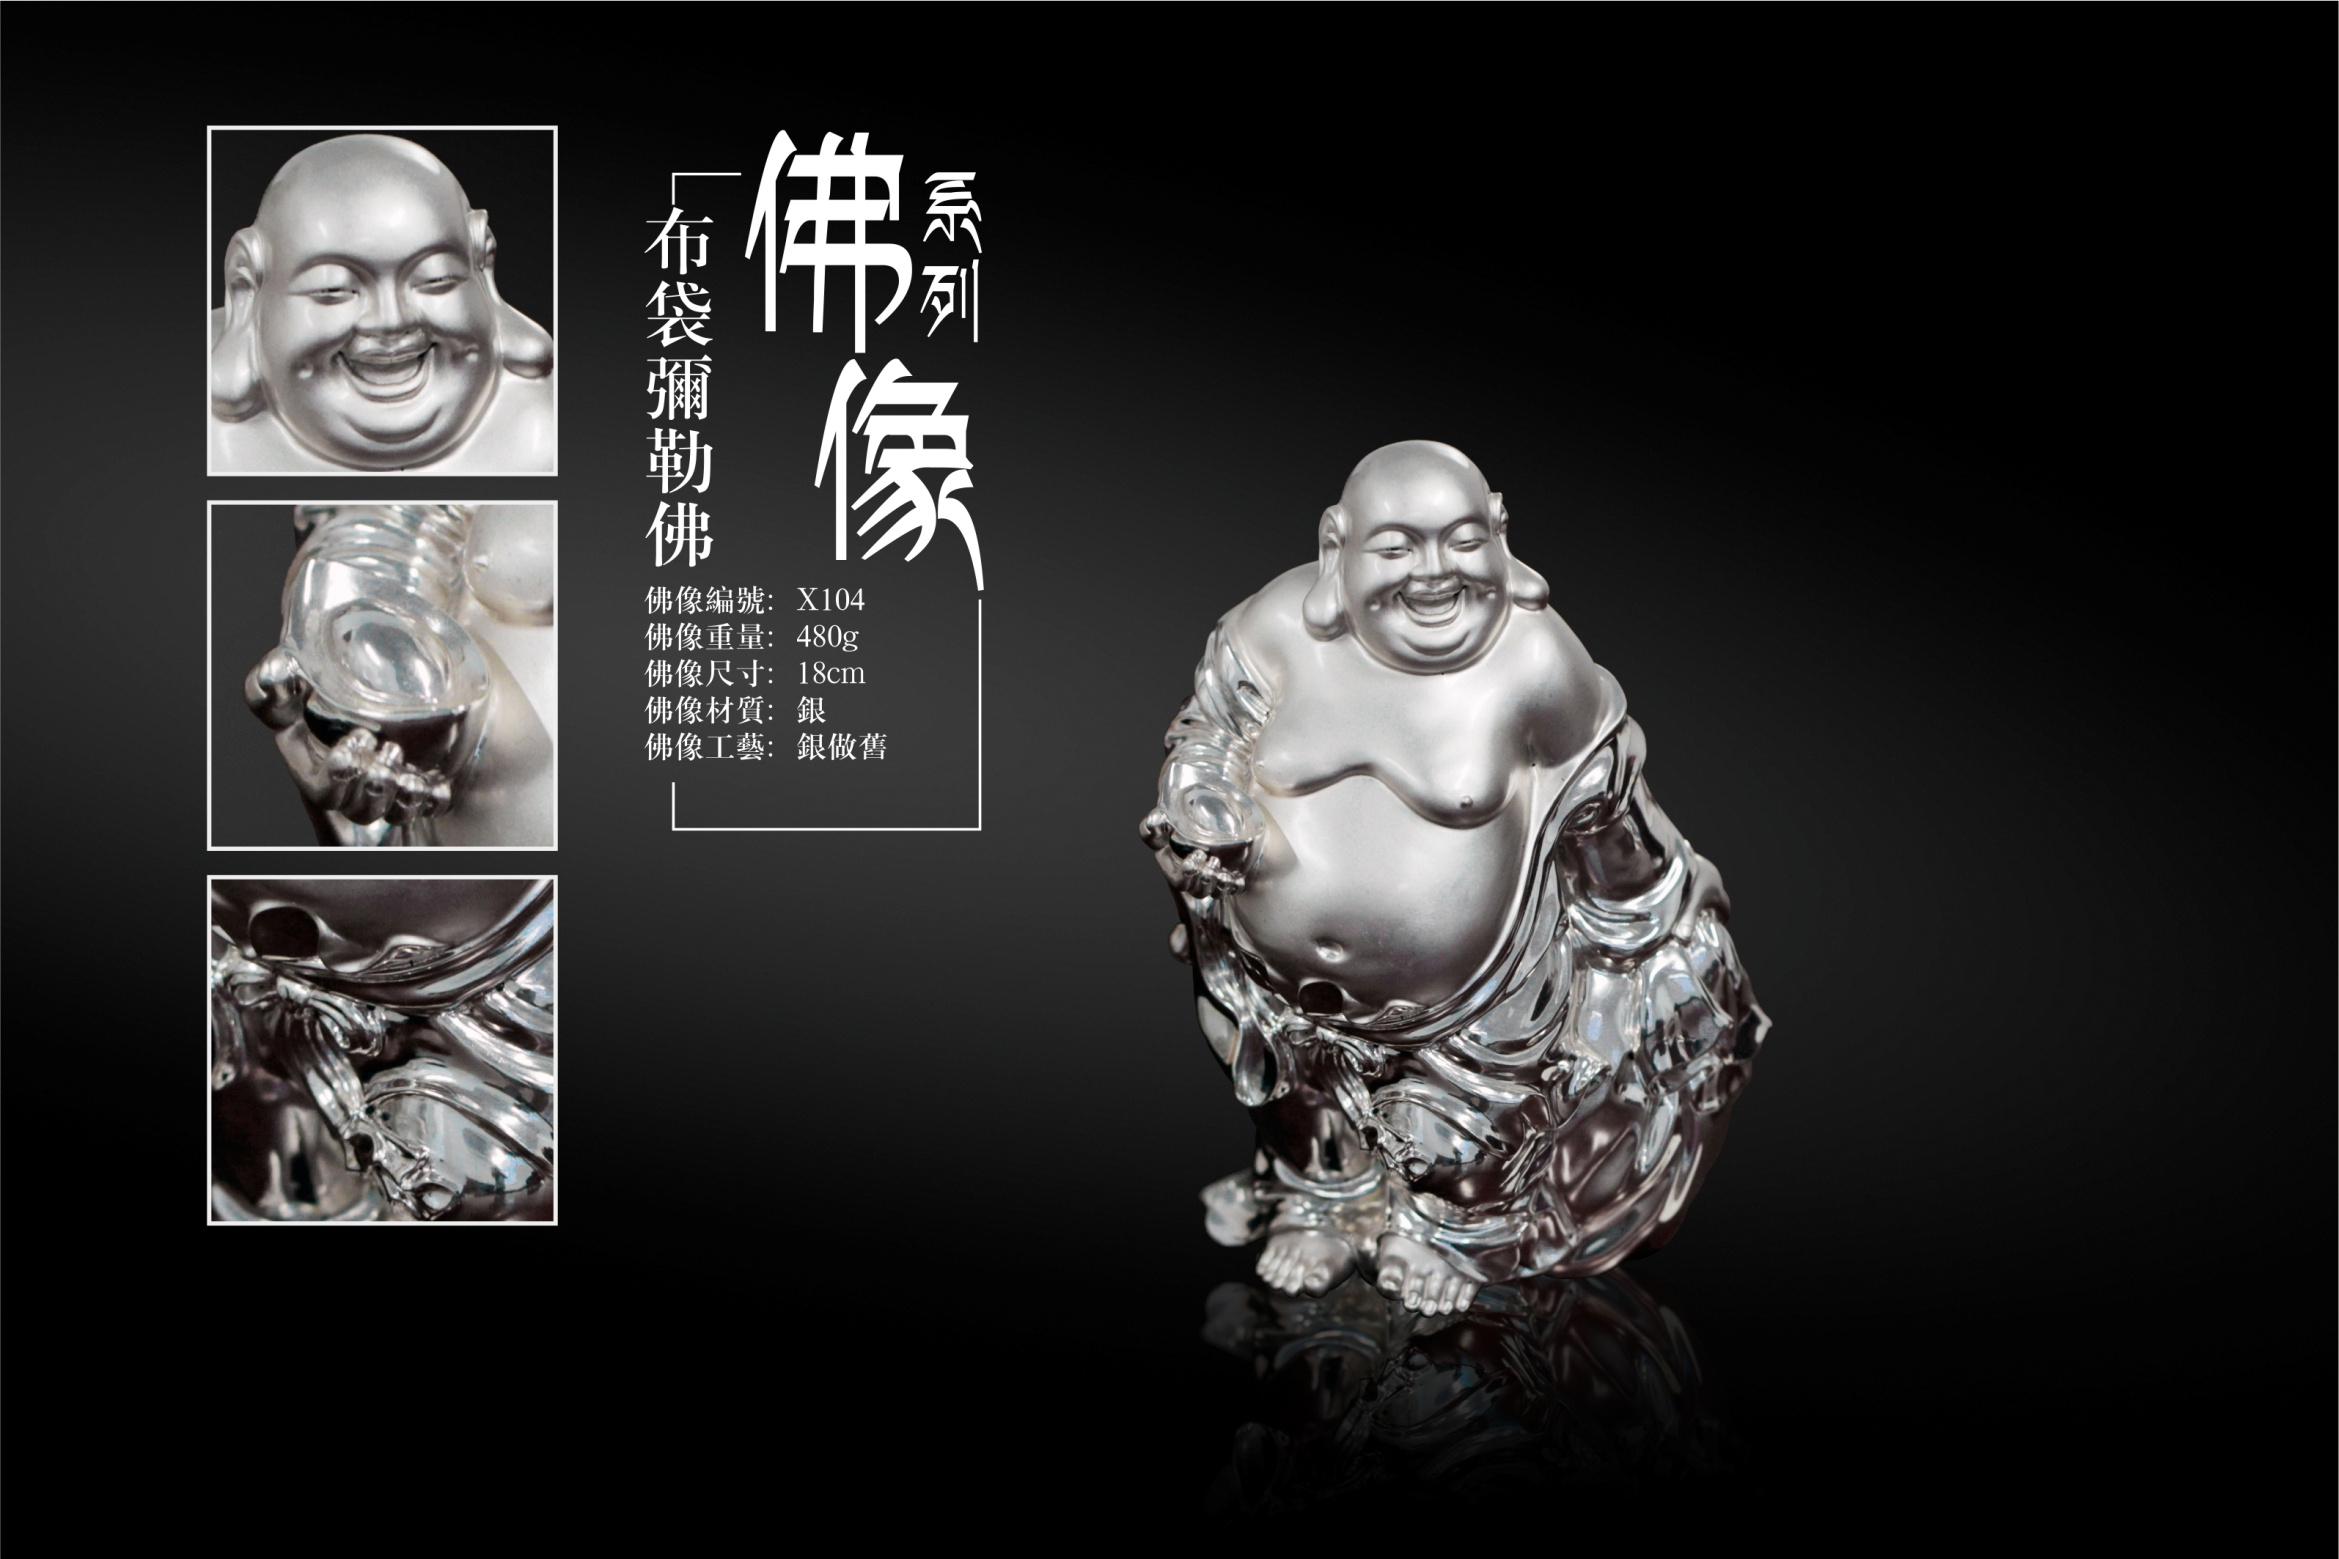 佛像
系列
布袋彌勒佛
佛像編號： X104
佛像重量： 480g
佛像尺寸： 18cm
佛像材質： 銀
佛像工藝： 銀做舊